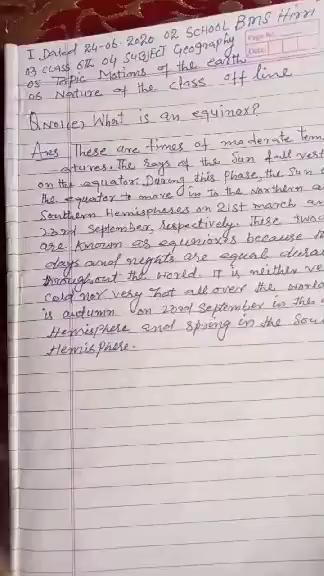 I Dated 24-06-2020 02 SCHOOL BMS Hirri
03 CLASS 6th 04 SUBJECT Geography
05 Topic Motions of the earth
06 Nature of the class off line
Q What is an equinox?
Ans These are times of moderate tem
atures. The rays of the Sun fall vert
on the equator. During this phase, the Sun
the equator to move in to the Northern an
Southern Hemispheres on 21st march an
22nd September, respectively. These two
are known as equinoxes because
days and nights are equal dura
throughout the world. It is neither ve
cold nor very hot all over the world
is autumn on 22nd September in the
Hemisphere and spring in the Sou
Hemisphere.